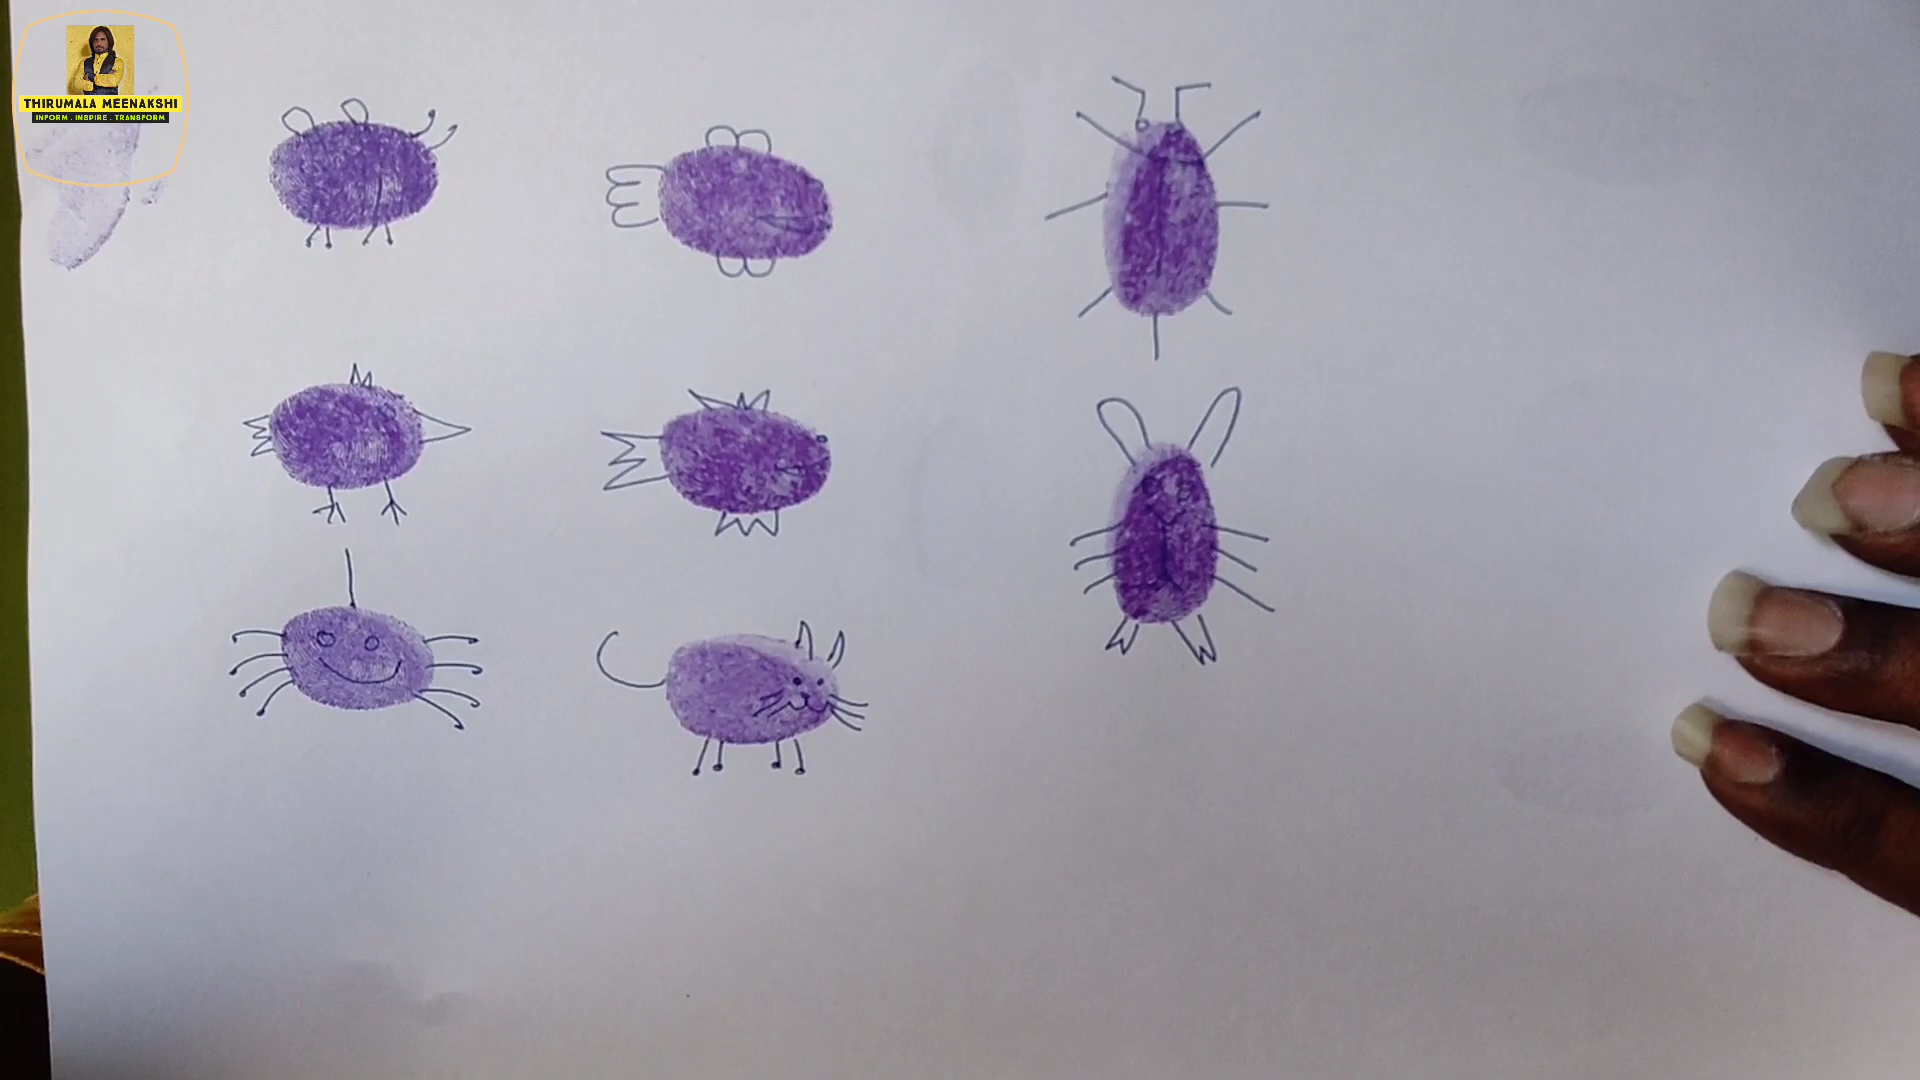 THIRUMALA MEENAKSHI
INFORM . INSPIRE . TRANSFORM